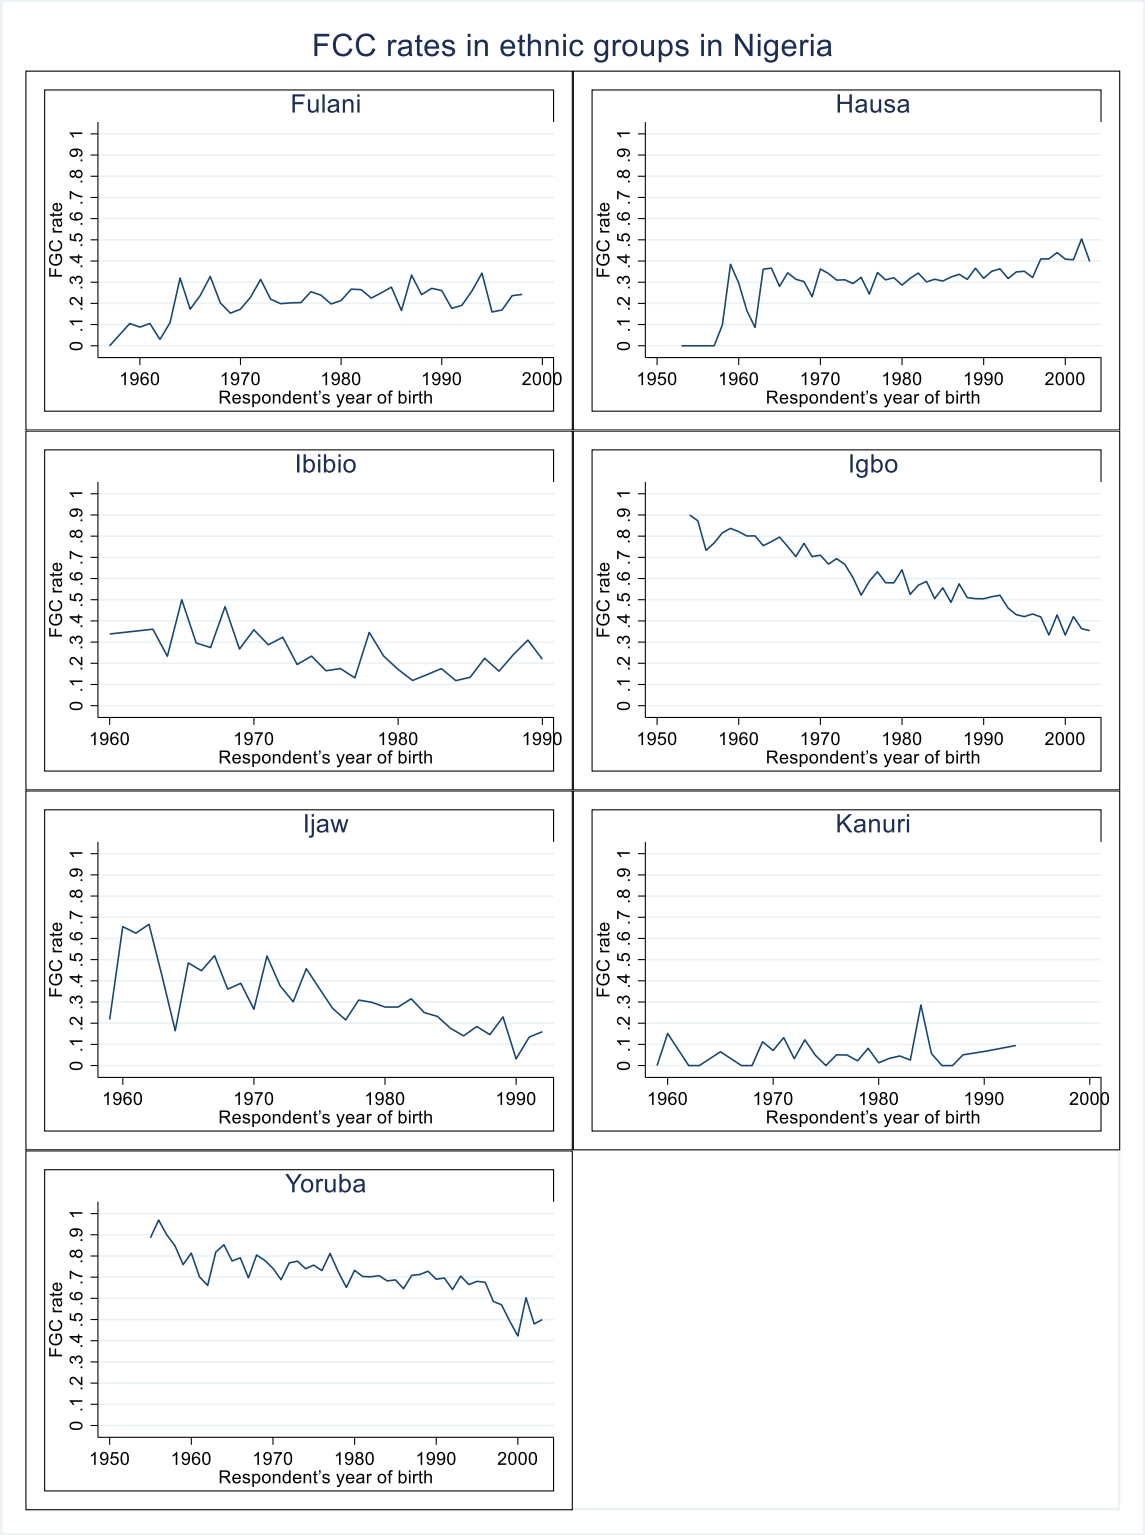 FCC rates in ethnic groups in Nigeria
Fulani
FGC rate
0 .1 .2 .3 .4 .5 .6 .7 .8 .9 1
1960 1970 1980 1990 2000
Respondent's year of birth
Hausa
FGC rate
0 .1 .2 .3 .4 .5 .6 .7 .8 .9 1
1950 1960 1970 1980 1990 2000
Respondent's year of birth
Ibibio
FGC rate
0 .1 .2 .3 .4 .5 .6 .7 .8 .9 1
1960 1970 1980 1990
Respondent's year of birth
Igbo
FGC rate
0 .1 .2 .3 .4 .5 .6 .7 .8 .9 1
1950 1960 1970 1980 1990 2000
Respondent's year of birth
Ijaw
FGC rate
0 .1 .2 .3 .4 .5 .6 .7 .8 .9 1
1960 1970 1980 1990
Respondent's year of birth
Kanuri
FGC rate
0 .1 .2 .3 .4 .5 .6 .7 .8 .9 1
1960 1970 1980 1990 2000
Respondent's year of birth
Yoruba
FGC rate
0 .1 .2 .3 .4 .5 .6 .7 .8 .9 1
1950 1960 1970 1980 1990 2000
Respondent's year of birth